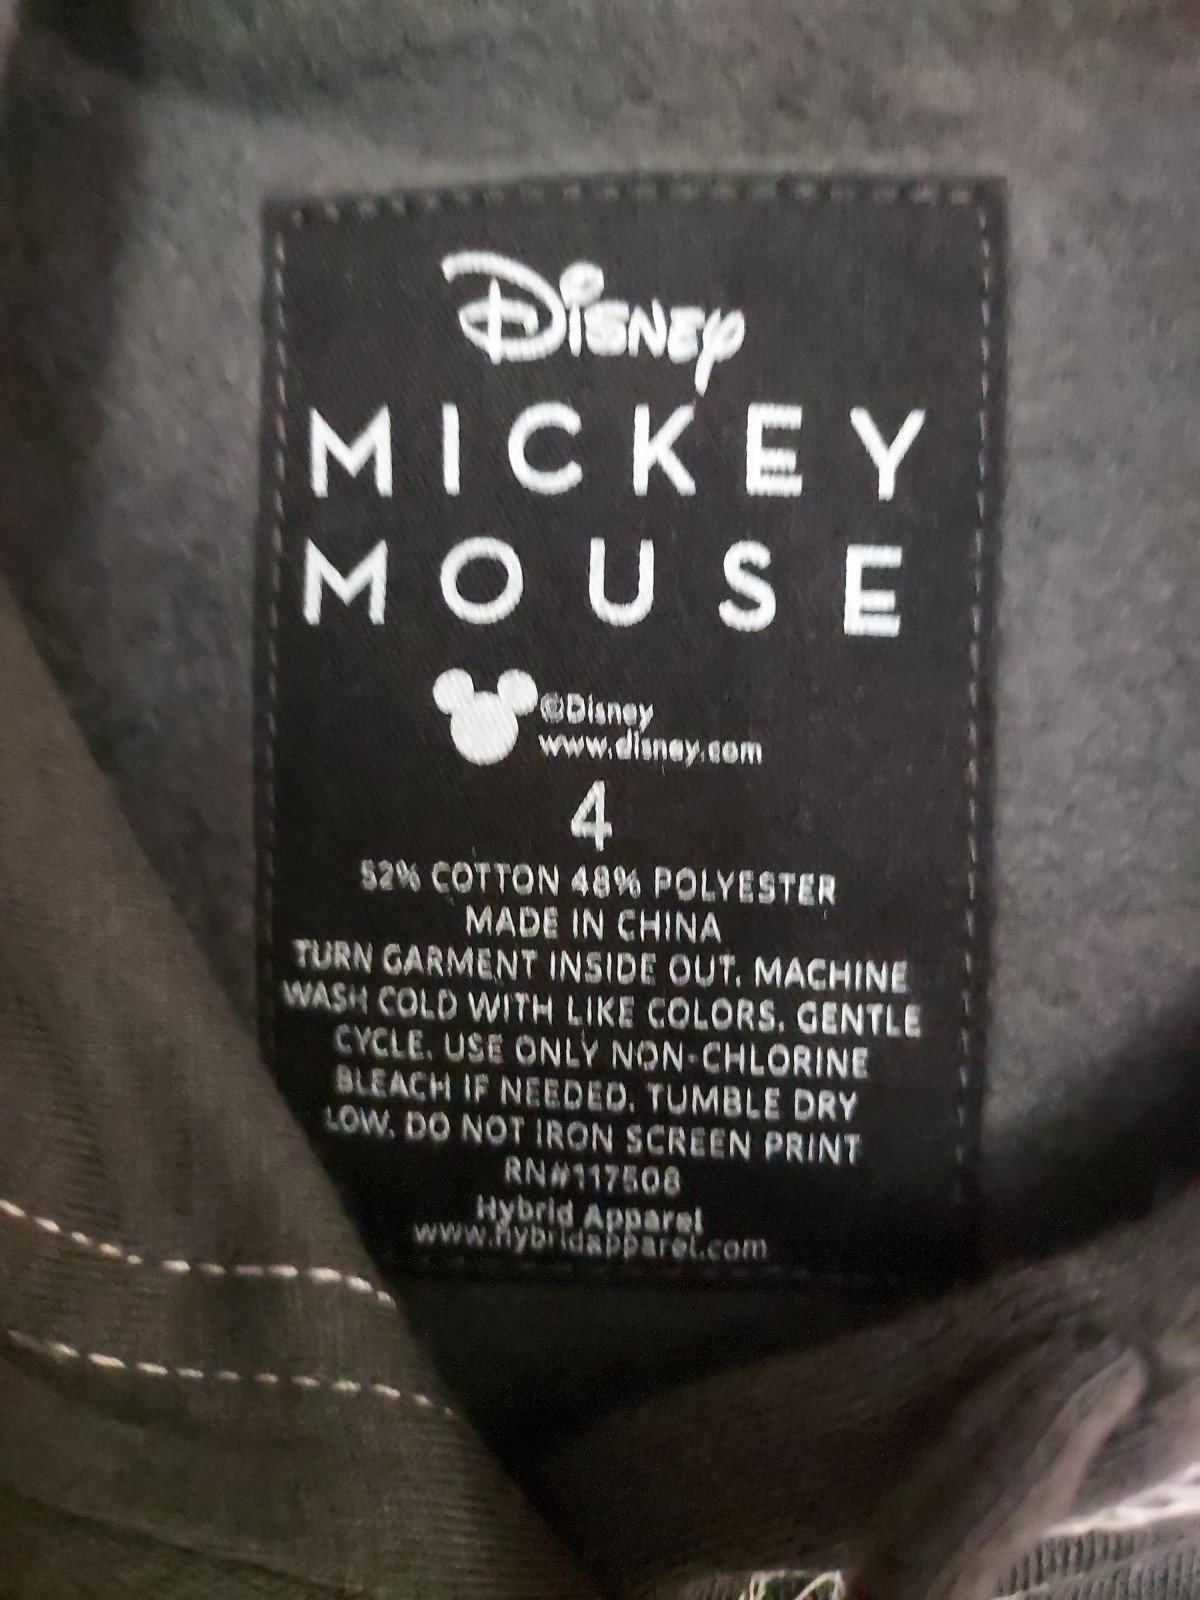 Disney
MICKEY
MOUSE
©Disney
www.disney.com
4
52% COTTON 48% POLYESTER
MADE IN CHINA
TURN GARMENT INSIDE OUT. MACHINE
WASH COLD WITH LIKE COLORS. GENTLE
CYCLE. USE ONLY NON-CHLORINE
BLEACH IF NEEDED. TUMBLE DRY
LOW. DO NOT IRON SCREEN PRINT
RN#117508
Hybrid Apparel
www.hybridapparel.com